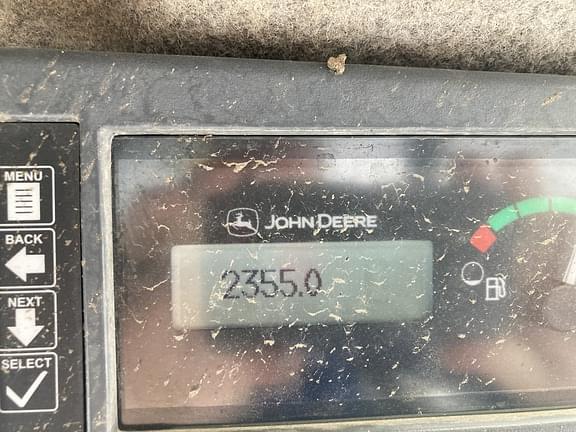 MENU
BACK
NEXT
SELECT
JOHN DEERE
2355.0